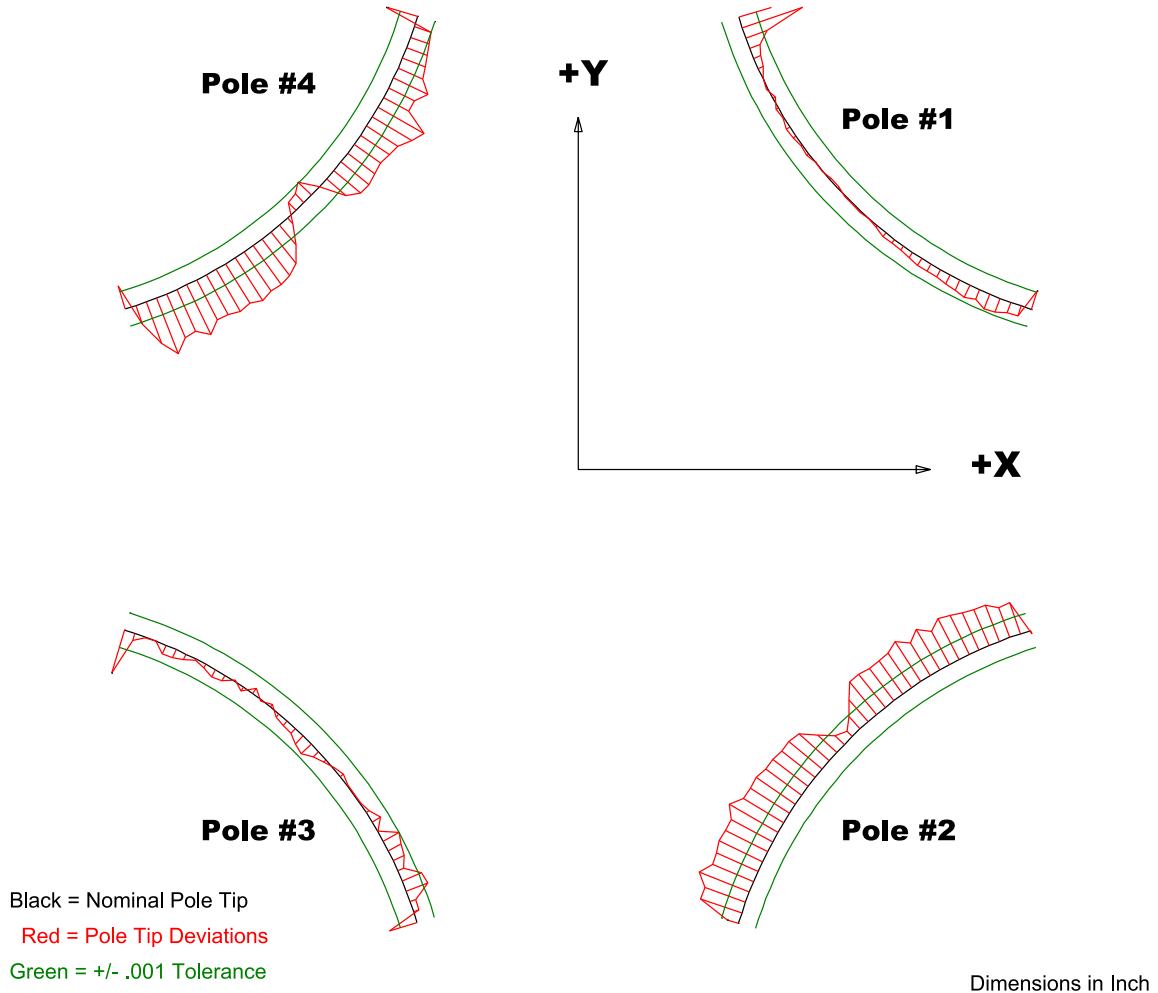 +Y
Pole #4
Pole #1
+X
Pole #3
Pole #2
Black = Nominal Pole Tip
Red = Pole Tip Deviations
Green = +/- .001 Tolerance
Dimensions in Inch